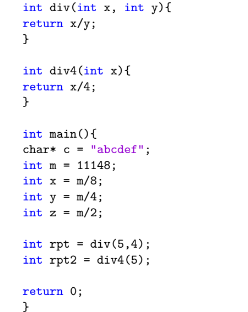 int div(int x, int y){
return x/y;
}
int div4(int x){
return x/4;
}
int main(){
char* c = "abcdef";
int m = 11148;
int x = m/8;
int y = m/4;
int z = m/2;
int rpt = div(5,4);
int rpt2 = div4(5);
return 0;
}